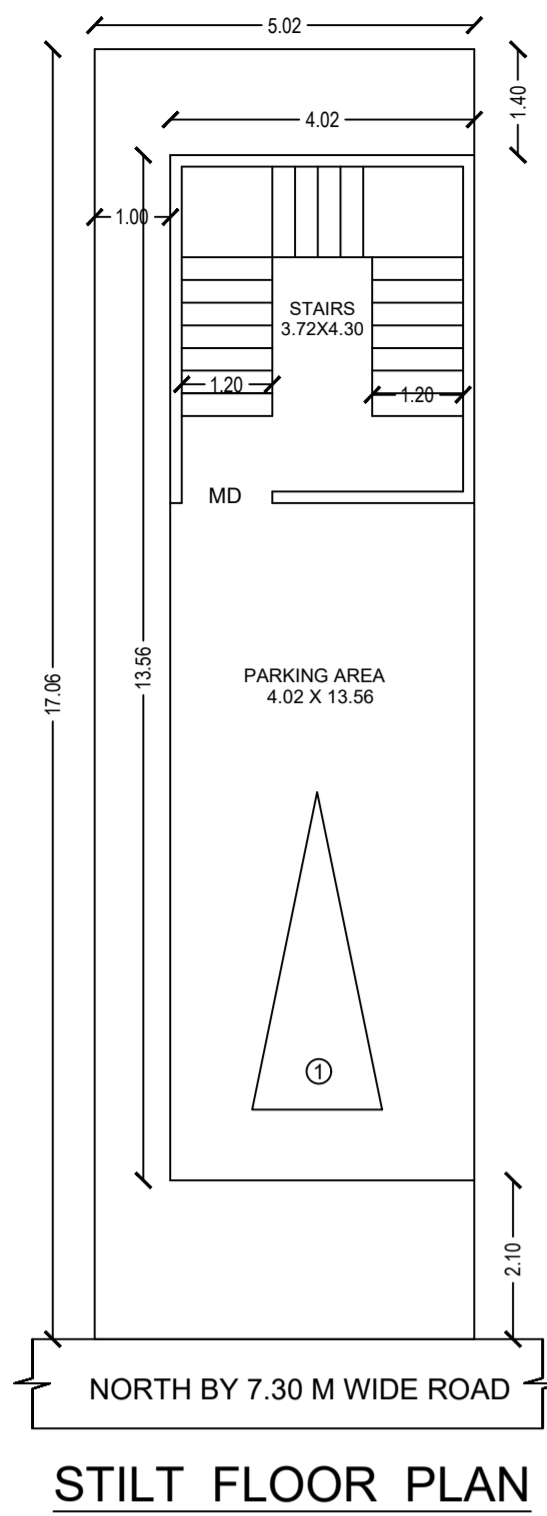 5.02
1.40
4.02
1.00
STAIRS
3.72X4.30
1.20
1.20
MD
13.56
17.06
PARKING AREA
4.02 X 13.56
1
2.10
NORTH BY 7.30 M WIDE ROAD
STILT FLOOR PLAN